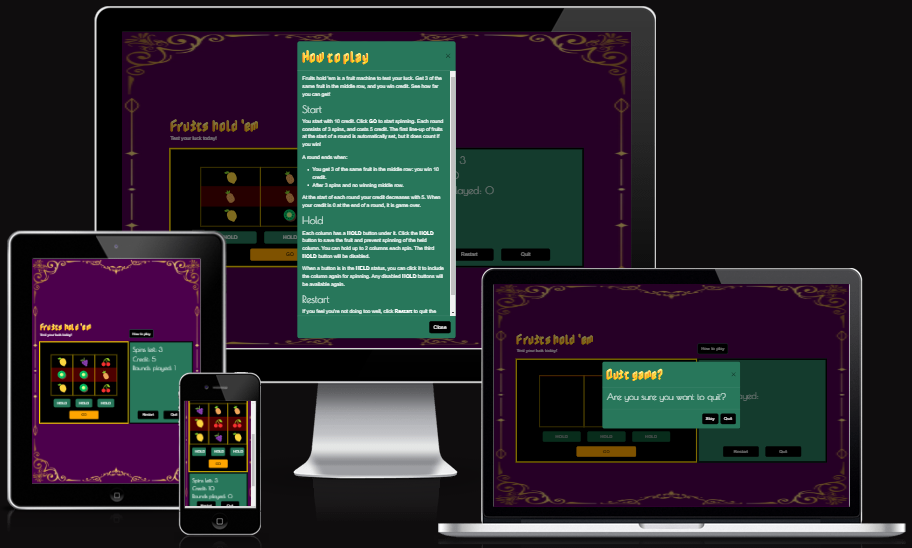 How to play
×
Fruits hold 'em is a fruit machine to test your luck. Get 3 of the
same fruit in the middle row, and you win credit. See how far
you can get!
Start
You start with 10 credit. Click GO to start spinning. Each round
consists of 3 spins, and costs 5 credit. The first line-up of fruits
at the start of a round is automatically set, but it does count if
you win!
A round ends when:
• You get 3 of the same fruit in the middle row: you win 10
credit.
• After 3 spins and no winning middle row.
At the start of each round your credit decreases with 5. When
your credit is 0 at the end of a round, it is game over.
Hold
Each column has a HOLD button under it. Click the HOLD
button to save the fruit and prevent spinning of the held
column. You can hold up to 2 columns each spin. The third
HOLD button will be disabled.
When a button is in the HELD status, you can click it to include
the column again for spinning. Any disabled HOLD buttons will
be available again.
Restart
If you feel you're not doing too well, click Restart to quit the
Close
Fruits hold 'em
Test your luck today!
3
0
layed: 0
HOLD
HOLD
GO
Restart
Quit
Fruits hold 'em
Test your luck today!
How to play
Spins left: 3
Credit: 5
Rounds played: 1
HOLD
HOLD
HOLD
GO
Restart
Quit
HOLD
HOLD
HOLD
GO
Spins left: 3
Credit: 10
Rounds played: 0
Restart
Quit
Fruits hold 'em
Test your luck today!
How to play
Quit game?
×
Are you sure you want to quit?
Stay
Quit
played:
HOLD
HOLD
HOLD
GO
Restart
Quit